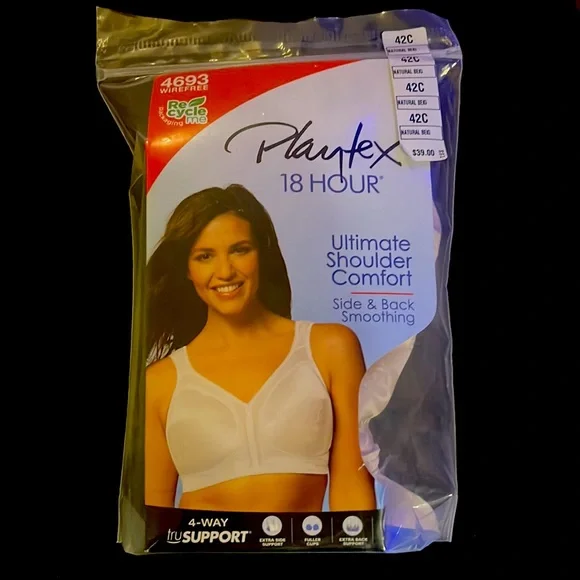 42C
NATURAL BEIG
42C
NATURAL BEIG
42C
NATURAL BEIG
42C
NATURAL BEIG
$39.00
4693
WIREFREE
Re
cycle
me
Packaging
Playtex
18 HOUR®
Ultimate
Shoulder
Comfort
Side & Back
Smoothing
4-WAY
truSUPPORT®
EXTRA SIDE
SUPPORT
FULLER
CUPS
EXTRA BACK
SUPPORT